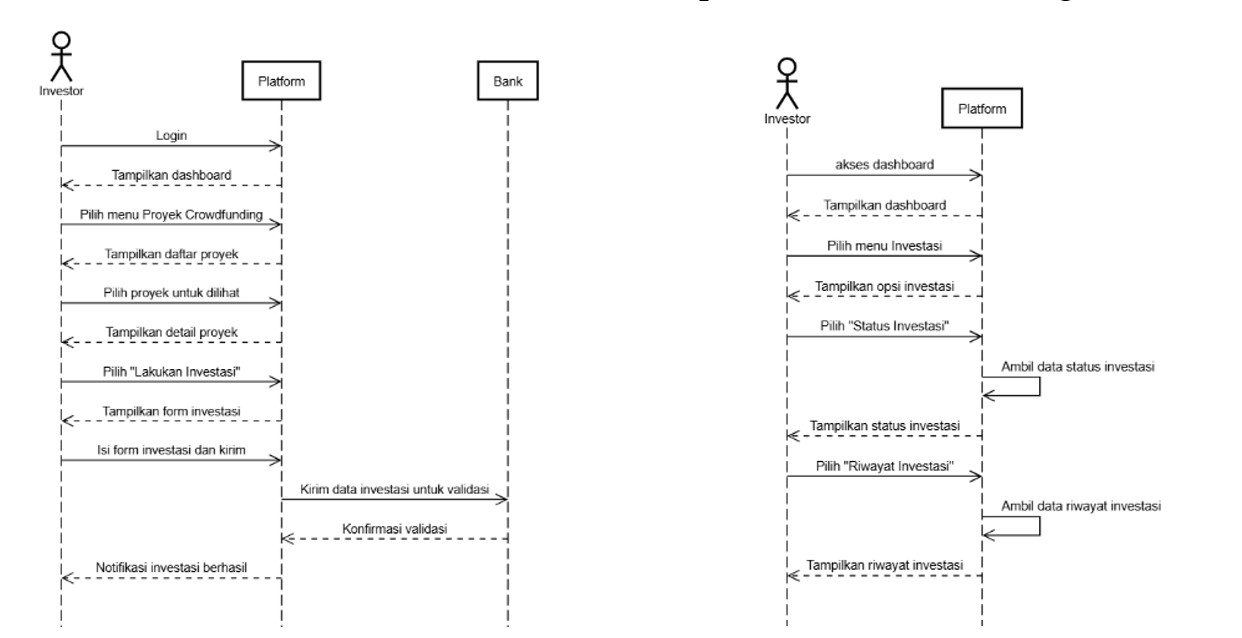 Investor
Platform
Bank
Login
Tampilkan dashboard
Pilih menu Proyek Crowdfunding
Tampilkan daftar proyek
Pilih proyek untuk dilihat
Tampilkan detail proyek
Pilih "Lakukan Investasi"
Tampilkan form investasi
Isi form investasi dan kirim
Kirim data investasi untuk validasi
Konfirmasi validasi
Notifikasi investasi berhasil
Investor
Platform
akses dashboard
Tampilkan dashboard
Pilih menu Investasi
Tampilkan opsi investasi
Pilih "Status Investasi"
Ambil data status investasi
Tampilkan status investasi
Pilih "Riwayat Investasi"
Ambil data riwayat investasi
Tampilkan riwayat investasi